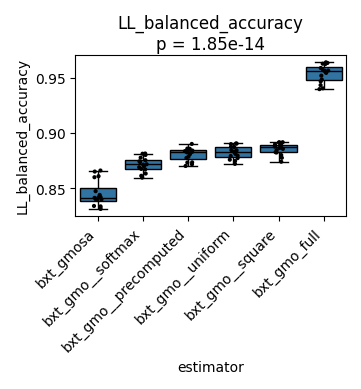 LL_balanced_accuracy
p = 1.85e-14
LL_balanced_accuracy
0.95
0.90
0.85
bxt_gmosa
bxt_gmo__softmax
bxt_gmo__precomputed
bxt_gmo__uniform
bxt_gmo__square
bxt_gmo_full
estimator